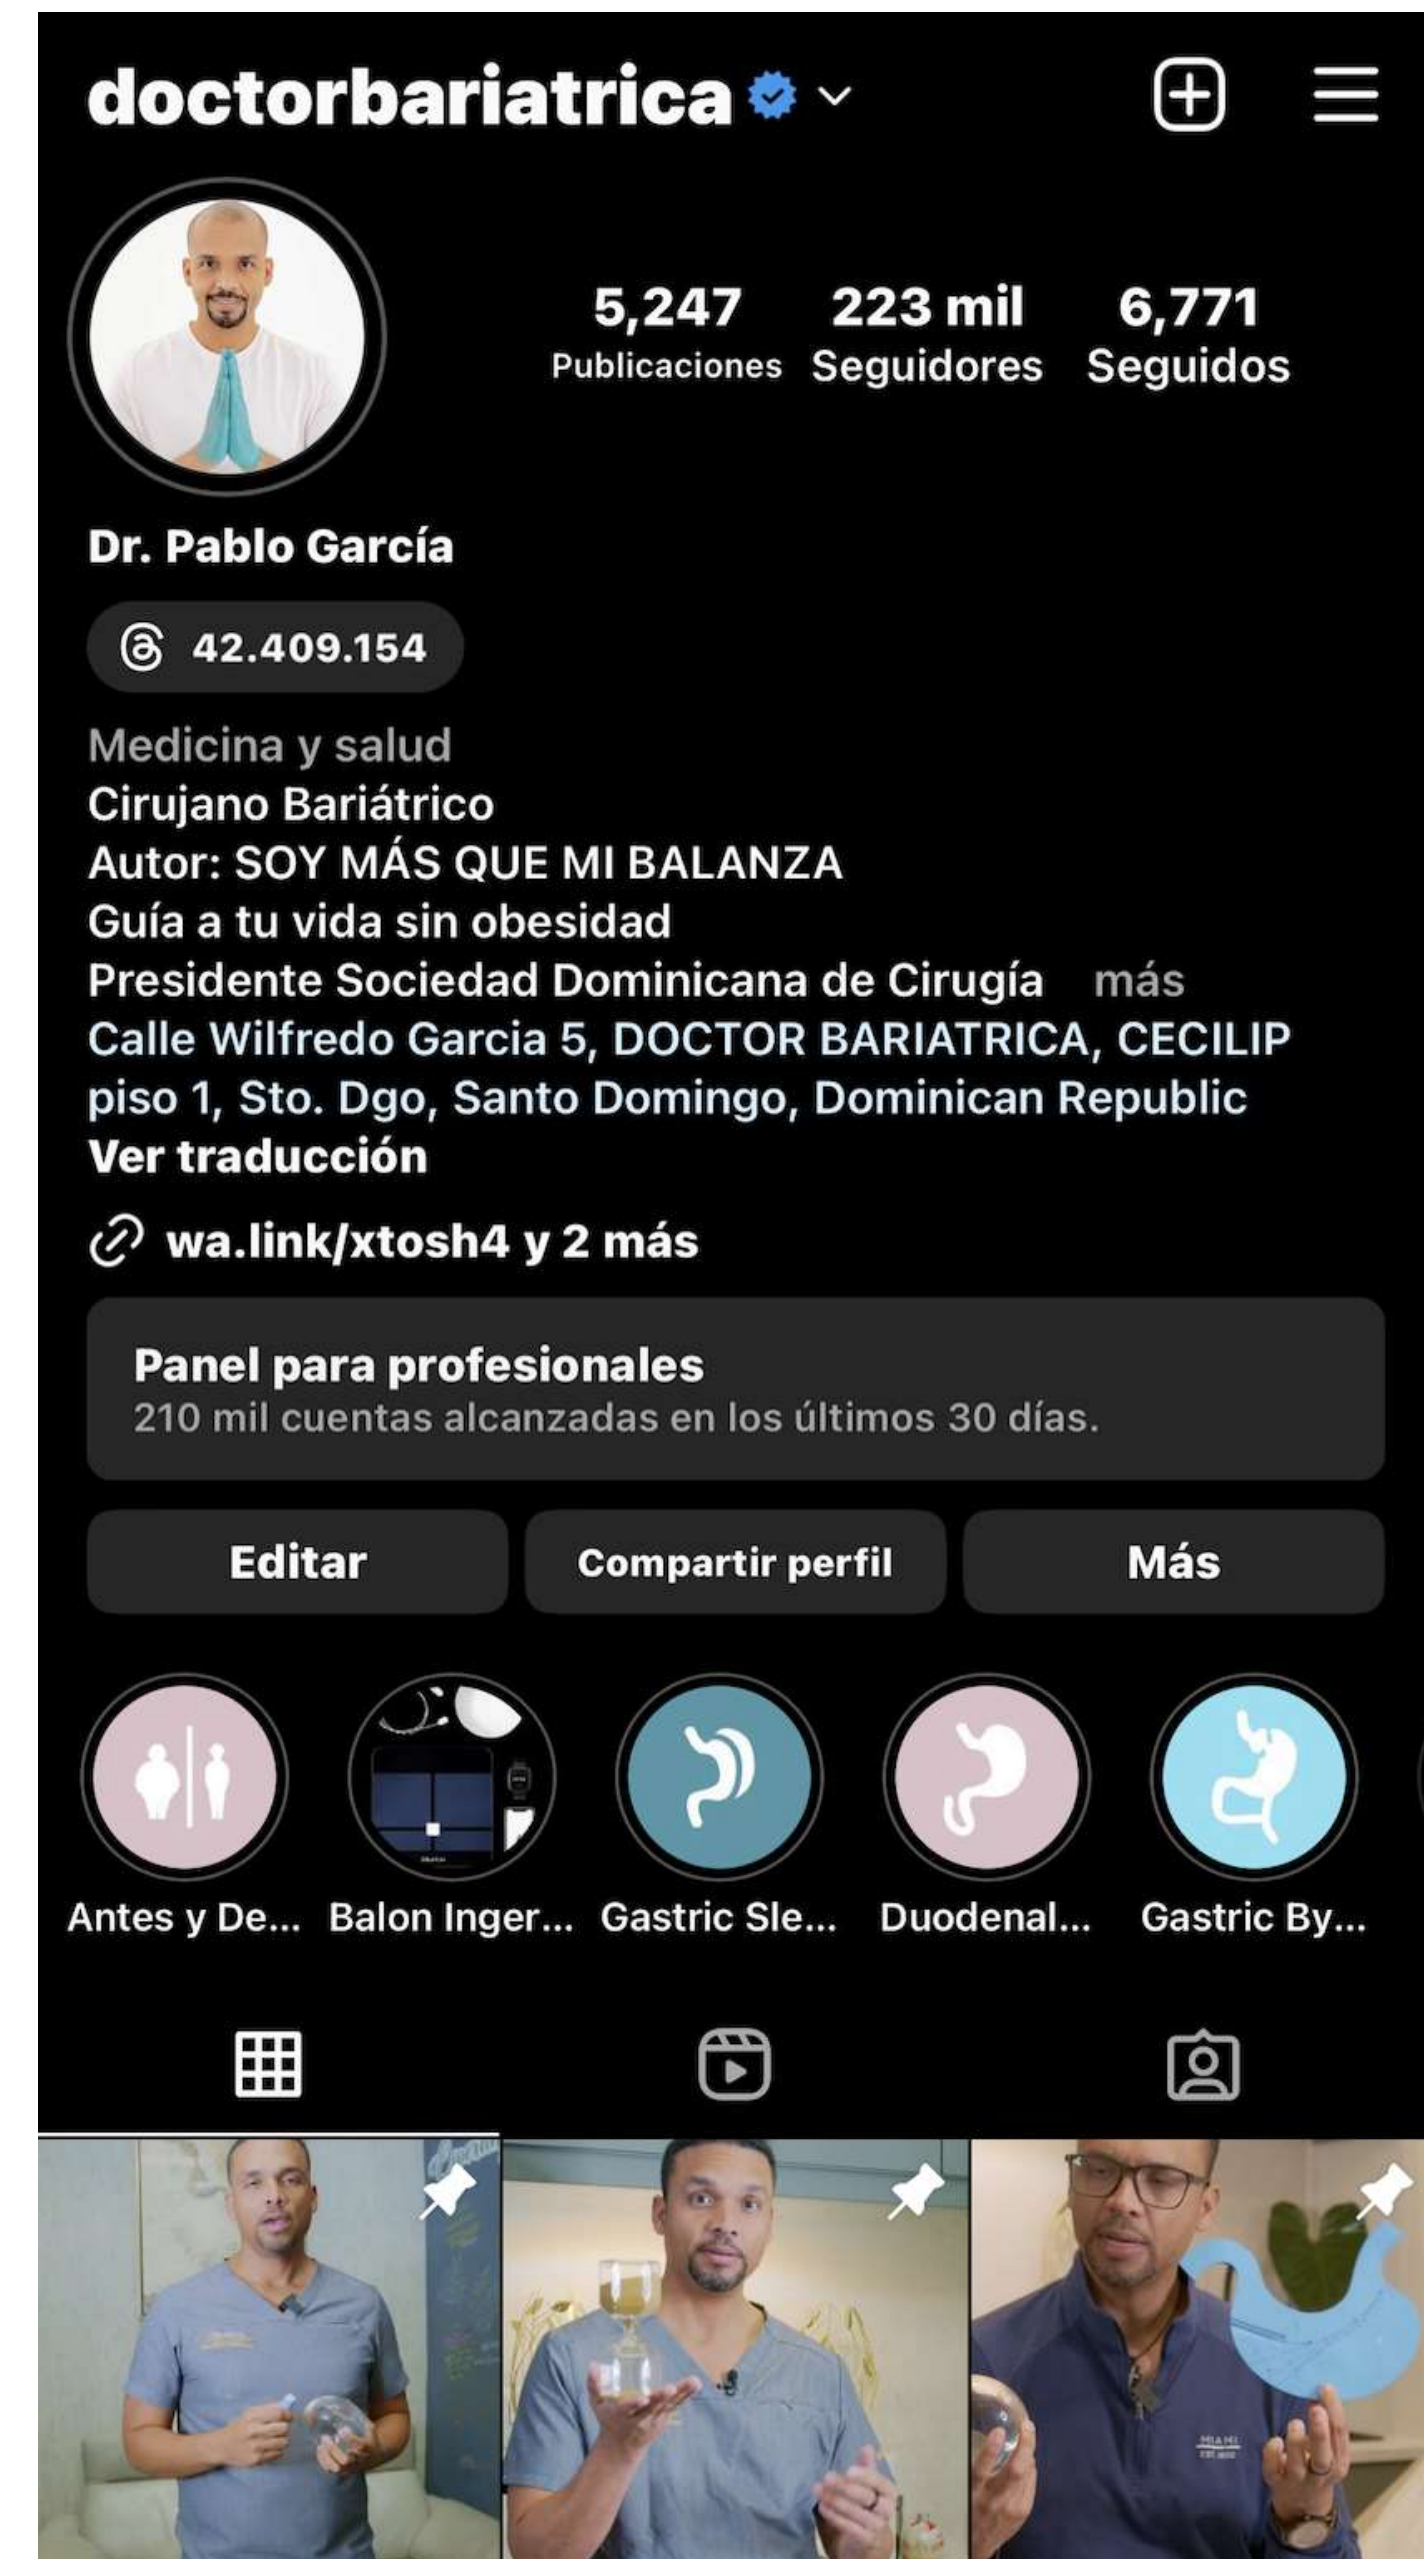 doctorbariatrica
5,247 223 mil 6,771
Publicaciones Seguidores Seguidos
Dr. Pablo García
42.409.154
Medicina y salud
Cirujano Bariátrico
Autor: SOY MÁS QUE MI BALANZA
Guía a tu vida sin obesidad
Presidente Sociedad Dominicana de Cirugía más
Calle Wilfredo Garcia 5, DOCTOR BARIATRICA, CECILIP
piso 1, Sto. Dgo, Santo Domingo, Dominican Republic
Ver traducción
wa.link/xtosh4 y 2 más
Panel para profesionales
210 mil cuentas alcanzadas en los últimos 30 días.
Editar Compartir perfil Más
Antes y De... Balon Inger... Gastric Sle... Duodenal... Gastric By...
MIAMI